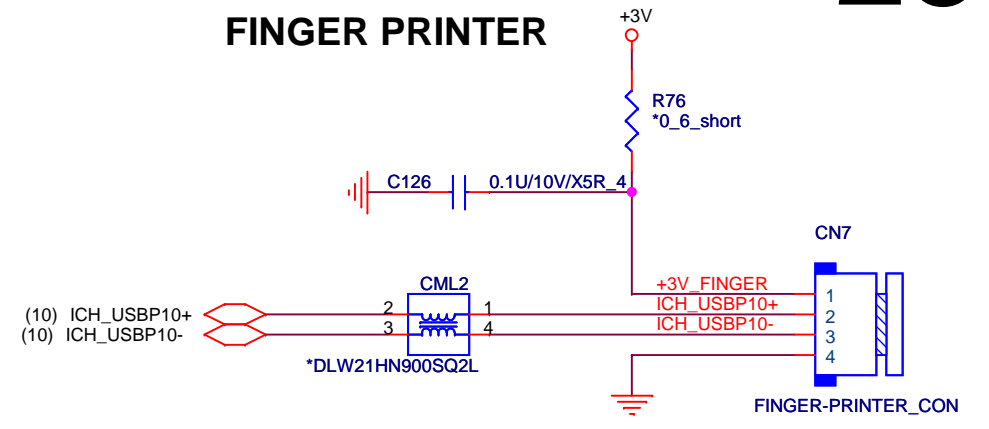 FINGER PRINTER
+3V
R76
*0_6_short
C126
0.1U/10V/X5R_4
CN7
CML2
+3V_FINGER
1
(10) ICH_USBP10+
2
1
ICH_USBP10+
2
(10) ICH_USBP10-
3
4
ICH_USBP10-
3
4
*DLW21HN900SQ2L
FINGER-PRINTER_CON